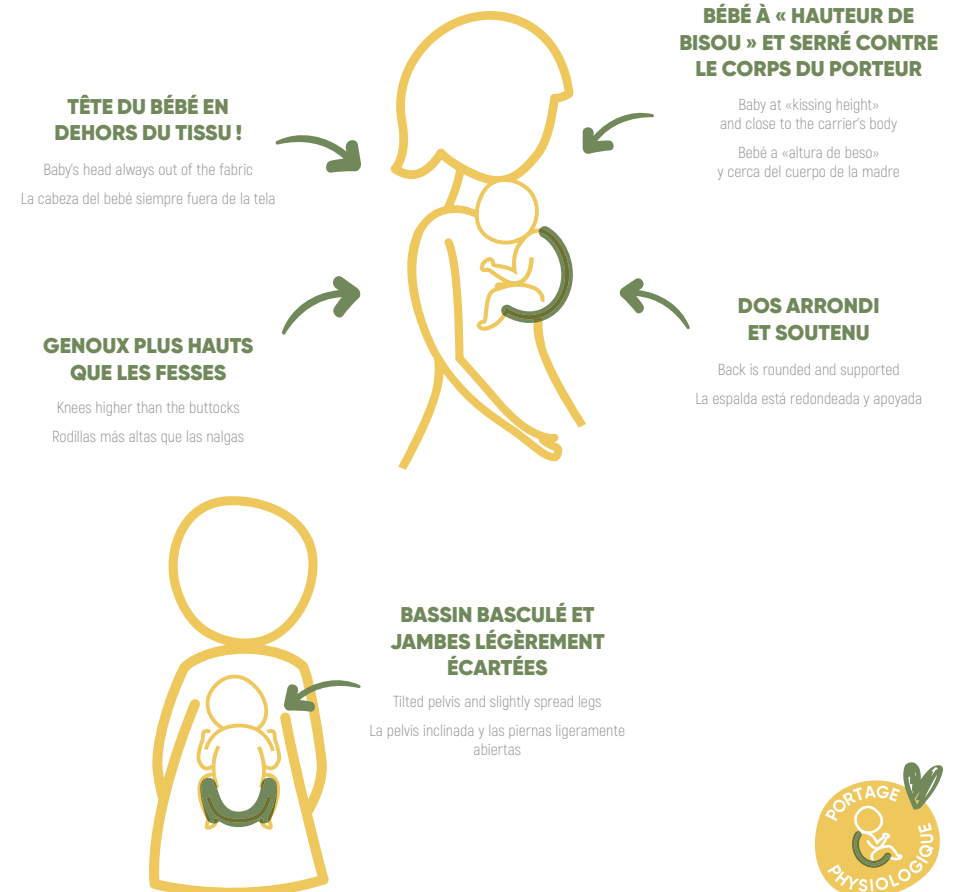 BÉBÉ À « HAUTEUR DE
BISOU » ET SERRÉ CONTRE
LE CORPS DU PORTEUR
Baby at «kissing height»
and close to the carrier's body
Bebé a «altura de beso»
y cerca del cuerpo de la madre
TÊTE DU BÉBÉ EN
DEHORS DU TISSU !
Baby's head always out of the fabric
La cabeza del bebé siempre fuera de la tela
GENOUX PLUS HAUTS
QUE LES FESSES
Knees higher than the buttocks
Rodillas más altas que las nalgas
DOS ARRONDI
ET SOUTENU
Back is rounded and supported
La espalda está redondeada y apoyada
BASSIN BASCULÉ ET
JAMBES LÉGÈREMENT
ÉCARTÉES
Tilted pelvis and slightly spread legs
La pelvis inclinada y las piernas ligeramente
abiertas
PORTAGE
PHYSIOLOGIQUE